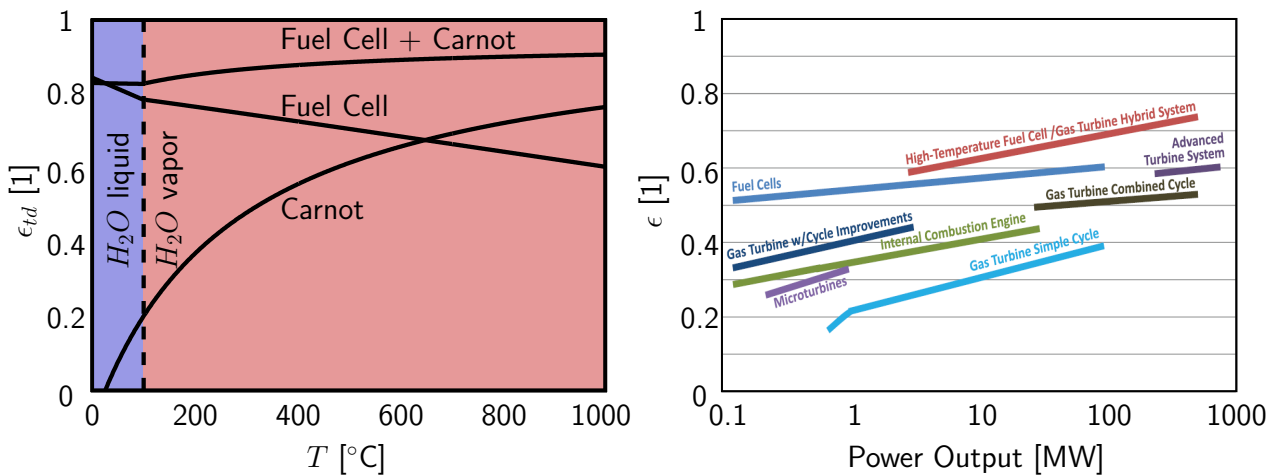 1
0.8
0.6
0.4
0.2
0
ϵtd [1]
Fuel Cell + Carnot
Fuel Cell
Carnot
H2O liquid
H2O vapor
0
200
400
600
800
1000
T [°C]
1
0.8
0.6
0.4
0.2
0
ϵ [1]
High-Temperature Fuel Cell /Gas Turbine Hybrid System
Advanced
Turbine System
Fuel Cells
Gas Turbine Combined Cycle
Gas Turbine w/Cycle Improvements
Internal Combustion Engine
Gas Turbine Simple Cycle
Microturbines
0.1
1
10
100
1000
Power Output [MW]